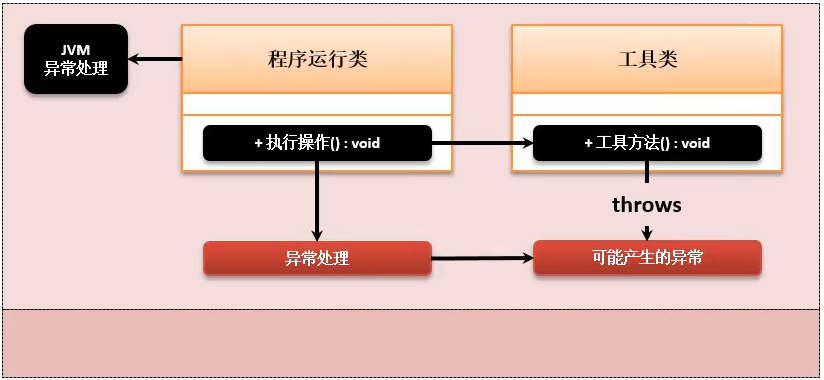 JVM
异常处理
程序运行类
工具类
+ 执行操作() : void
+ 工具方法() : void
throws
异常处理
可能产生的异常